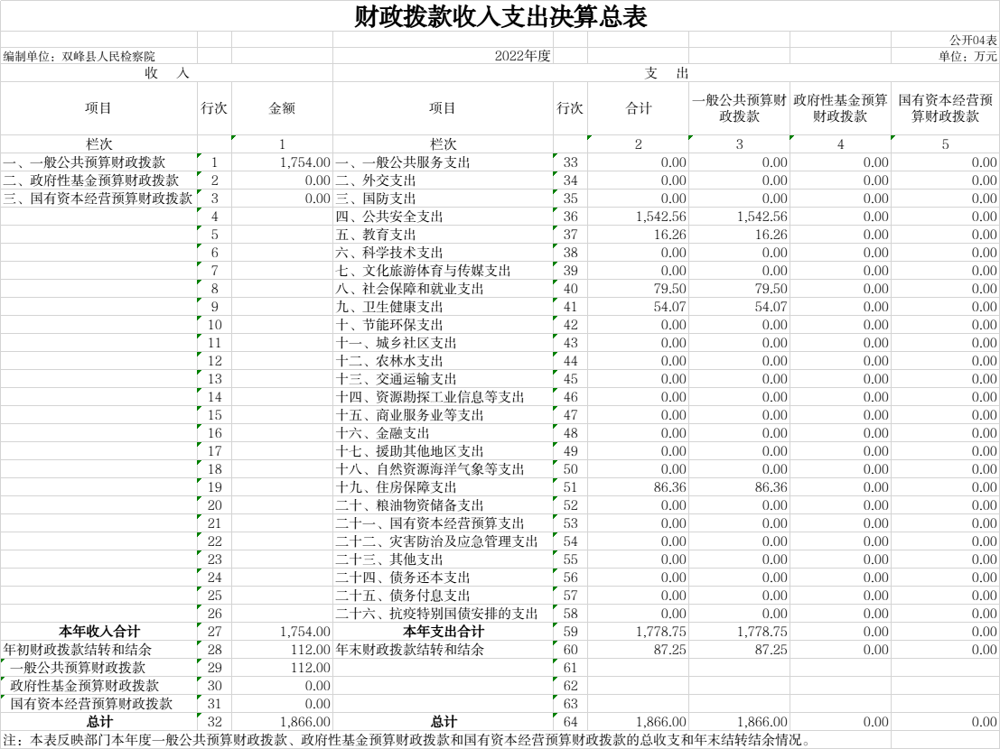 财政拨款收入支出决算总表
公开04表
编制单位：双峰县人民检察院 2022年度 单位：万元
收 入 支 出
项目 行次 金额 项目 行次 合计 一般公共预算财政拨款 政府性基金预算财政拨款 国有资本经营预算财政拨款
栏次 1 栏次 2 3 4 5
一、一般公共预算财政拨款 1 1,754.00 一、一般公共服务支出 33 0.00 0.00 0.00 0.00
二、政府性基金预算财政拨款 2 0.00 二、外交支出 34 0.00 0.00 0.00 0.00
三、国有资本经营预算财政拨款 3 0.00 三、国防支出 35 0.00 0.00 0.00 0.00
4 四、公共安全支出 36 1,542.56 1,542.56 0.00 0.00
5 五、教育支出 37 16.26 16.26 0.00 0.00
6 六、科学技术支出 38 0.00 0.00 0.00 0.00
7 七、文化旅游体育与传媒支出 39 0.00 0.00 0.00 0.00
8 八、社会保障和就业支出 40 79.50 79.50 0.00 0.00
9 九、卫生健康支出 41 54.07 54.07 0.00 0.00
10 十、节能环保支出 42 0.00 0.00 0.00 0.00
11 十一、城乡社区支出 43 0.00 0.00 0.00 0.00
12 十二、农林水支出 44 0.00 0.00 0.00 0.00
13 十三、交通运输支出 45 0.00 0.00 0.00 0.00
14 十四、资源勘探工业信息等支出 46 0.00 0.00 0.00 0.00
15 十五、商业服务业等支出 47 0.00 0.00 0.00 0.00
16 十六、金融支出 48 0.00 0.00 0.00 0.00
17 十七、援助其他地区支出 49 0.00 0.00 0.00 0.00
18 十八、自然资源海洋气象等支出 50 0.00 0.00 0.00 0.00
19 十九、住房保障支出 51 86.36 86.36 0.00 0.00
20 二十、粮油物资储备支出 52 0.00 0.00 0.00 0.00
21 二十一、国有资本经营预算支出 53 0.00 0.00 0.00 0.00
22 二十二、灾害防治及应急管理支出 54 0.00 0.00 0.00 0.00
23 二十三、其他支出 55 0.00 0.00 0.00 0.00
24 二十四、债务还本支出 56 0.00 0.00 0.00 0.00
25 二十五、债务付息支出 57 0.00 0.00 0.00 0.00
26 二十六、抗疫特别国债安排的支出 58 0.00 0.00 0.00 0.00
本年收入合计 27 1,754.00 本年支出合计 59 1,778.75 1,778.75 0.00 0.00
年初财政拨款结转和结余 28 112.00 年末财政拨款结转和结余 60 87.25 87.25 0.00 0.00
一般公共预算财政拨款 29 112.00 61
政府性基金预算财政拨款 30 0.00 62
国有资本经营预算财政拨款 31 0.00 63
总计 32 1,866.00 总计 64 1,866.00 1,866.00 0.00 0.00
注：本表反映部门本年度一般公共预算财政拨款、政府性基金预算财政拨款和国有资本经营预算财政拨款的总收支和年末结转结余情况。